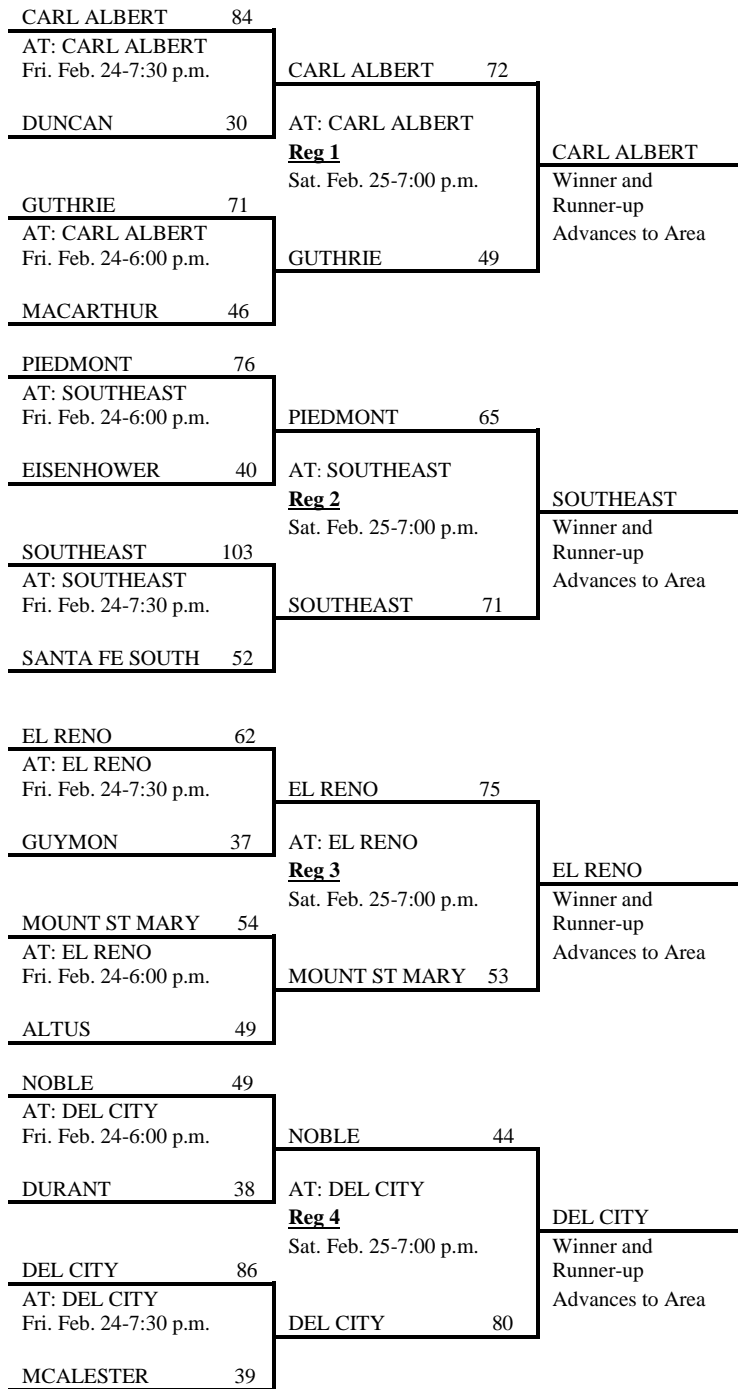 CARL ALBERT 84
AT: CARL ALBERT
Fri. Feb. 24-7:30 p.m.
CARL ALBERT 72
DUNCAN 30
AT: CARL ALBERT
Reg 1
CARL ALBERT
Sat. Feb. 25-7:00 p.m.
Winner and
GUTHRIE 71
Runner-up
AT: CARL ALBERT
Advances to Area
Fri. Feb. 24-6:00 p.m.
GUTHRIE 49
MACARTHUR 46
PIEDMONT 76
AT: SOUTHEAST
Fri. Feb. 24-6:00 p.m.
PIEDMONT 65
EISENHOWER 40
AT: SOUTHEAST
Reg 2
SOUTHEAST
Sat. Feb. 25-7:00 p.m.
Winner and
SOUTHEAST 103
Runner-up
AT: SOUTHEAST
Advances to Area
Fri. Feb. 24-7:30 p.m.
SOUTHEAST 71
SANTA FE SOUTH 52
EL RENO 62
AT: EL RENO
Fri. Feb. 24-7:30 p.m.
EL RENO 75
GUYMON 37
AT: EL RENO
Reg 3
EL RENO
Sat. Feb. 25-7:00 p.m.
Winner and
MOUNT ST MARY 54
Runner-up
AT: EL RENO
Advances to Area
Fri. Feb. 24-6:00 p.m.
MOUNT ST MARY 53
ALTUS 49
NOBLE 49
AT: DEL CITY
Fri. Feb. 24-6:00 p.m.
NOBLE 44
DURANT 38
AT: DEL CITY
Reg 4
DEL CITY
Sat. Feb. 25-7:00 p.m.
Winner and
DEL CITY 86
Runner-up
AT: DEL CITY
Advances to Area
Fri. Feb. 24-7:30 p.m.
DEL CITY 80
MCALESTER 39